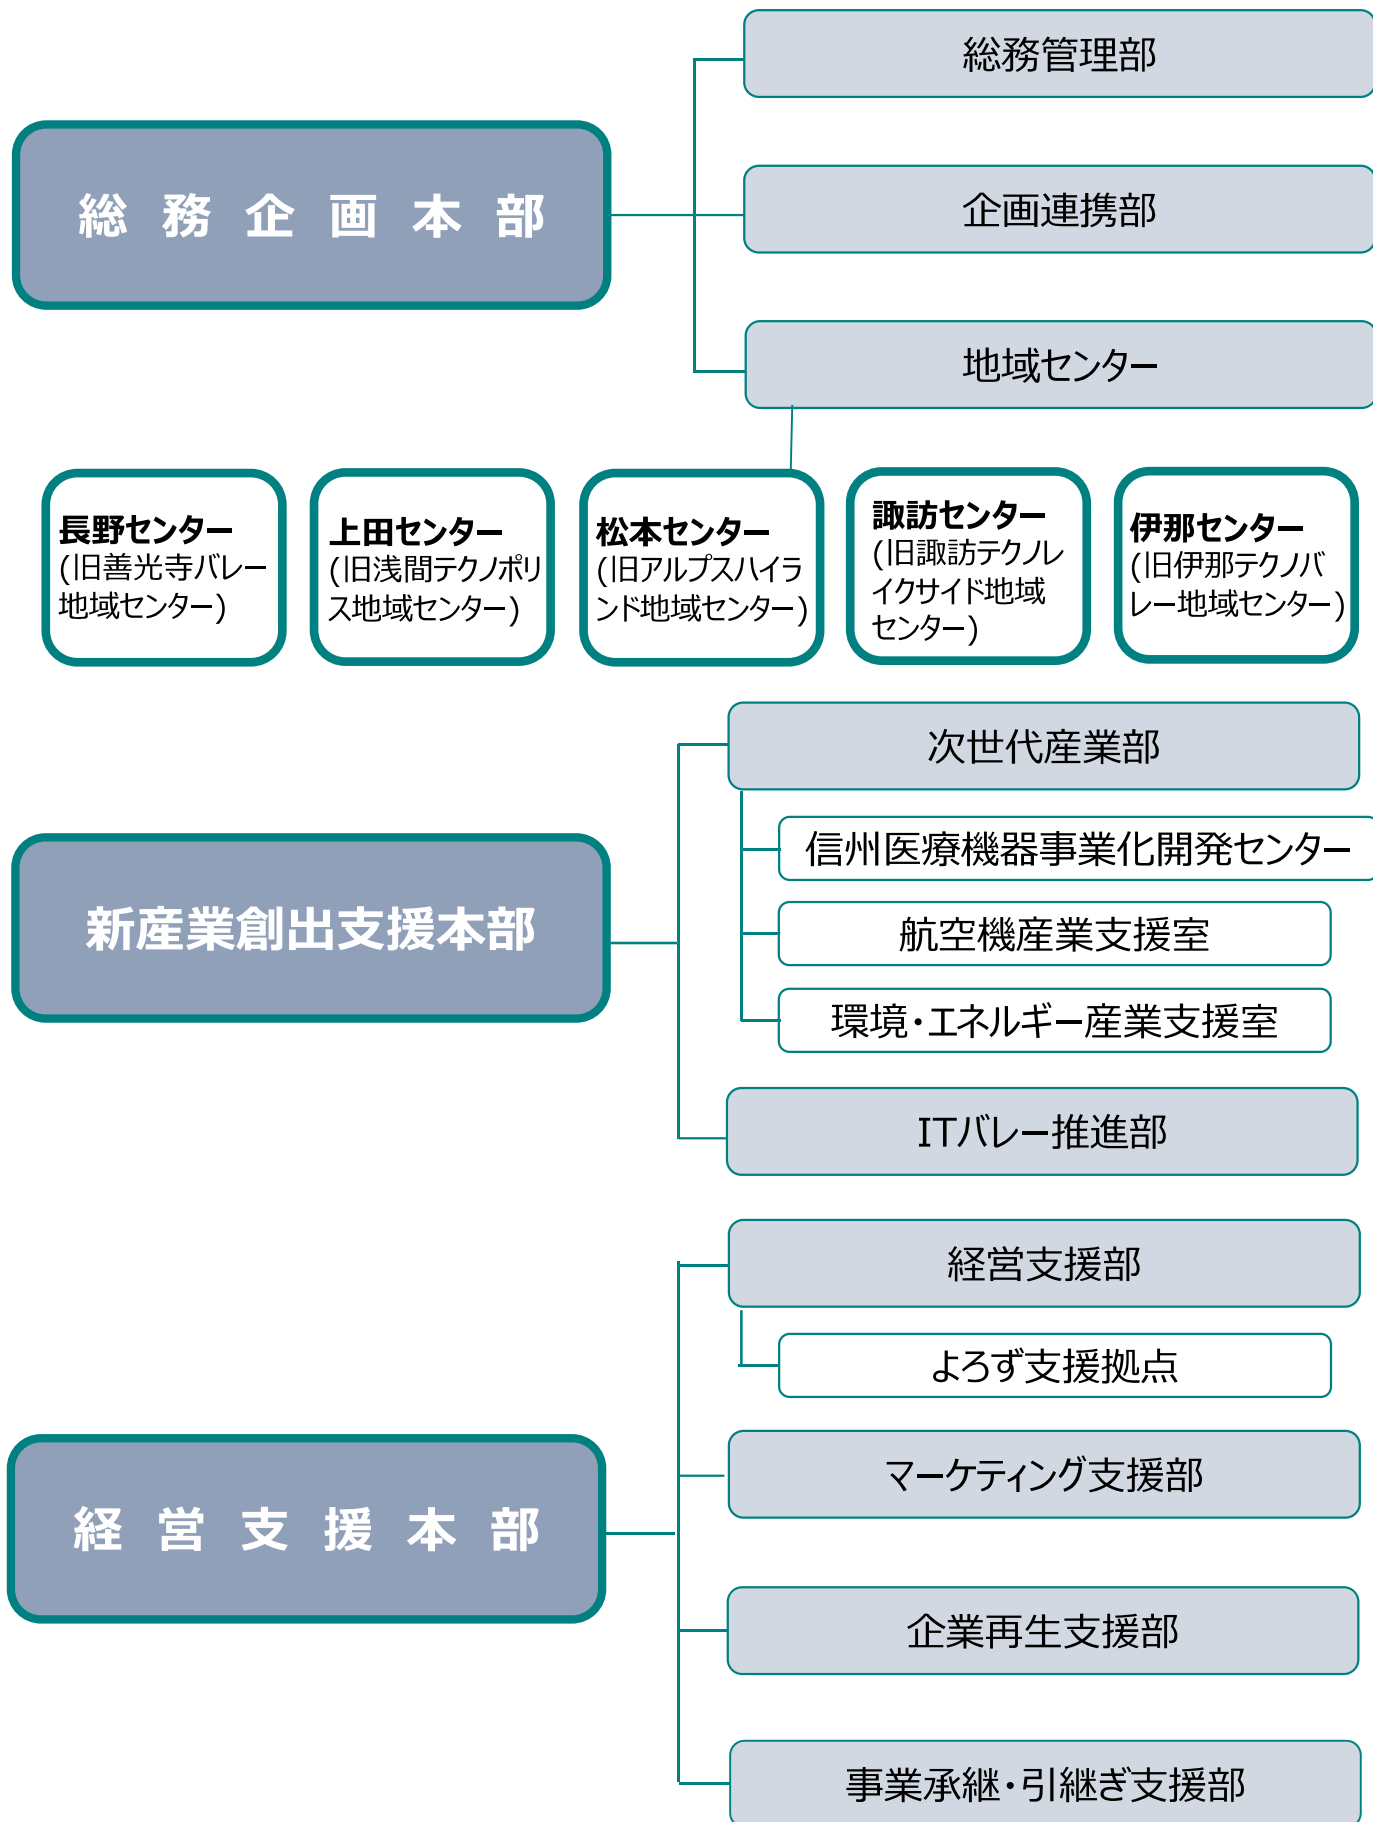 総務管理部
総務企画本部
企画連携部
地域センター
長野センター
(旧善光寺バレー
地域センター)
上田センター
(旧浅間テクノポリ
ス地域センター)
松本センター
(旧アルプスハイラ
ンド地域センター)
諏訪センター
(旧諏訪テクノレ
イクサイド地域
センター)
伊那センター
(旧伊那テクノバ
レー地域センター)
次世代産業部
信州医療機器事業化開発センター
新産業創出支援本部
航空機産業支援室
環境・エネルギー産業支援室
ITバレー推進部
経営支援部
よろず支援拠点
マーケティング支援部
経営支援本部
企業再生支援部
事業承継・引継ぎ支援部